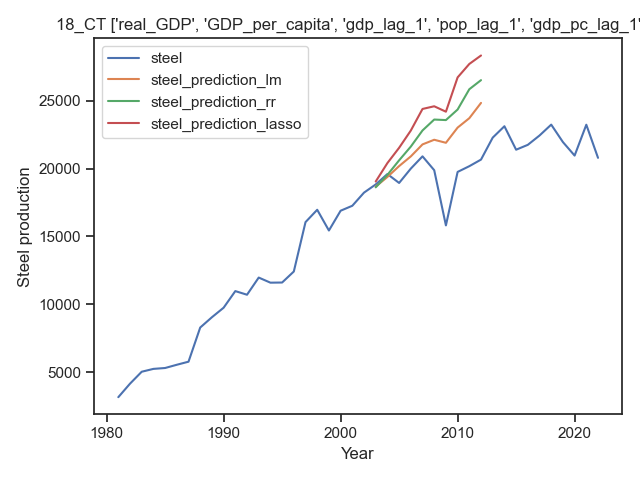 18_CT ['real_GDP', 'GDP_per_capita', 'gdp_lag_1', 'pop_lag_1', 'gdp_pc_lag_1'
steel
steel_prediction_lm
steel_prediction_rr
steel_prediction_lasso
Steel production
25000
20000
15000
10000
5000
1980
1990
2000
2010
2020
Year